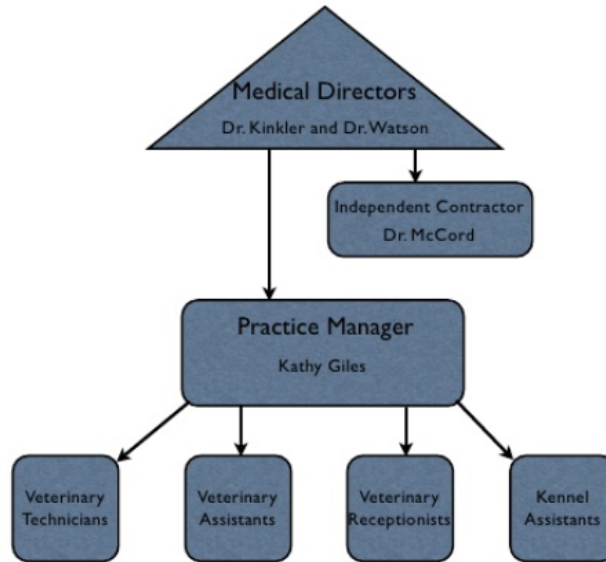 Medical Directors
Dr. Kinkler and Dr. Watson
Independent Contractor
Dr. McCord
Practice Manager
Kathy Giles
Veterinary
Technicians
Veterinary
Assistants
Veterinary
Receptionists
Kennel
Assistants